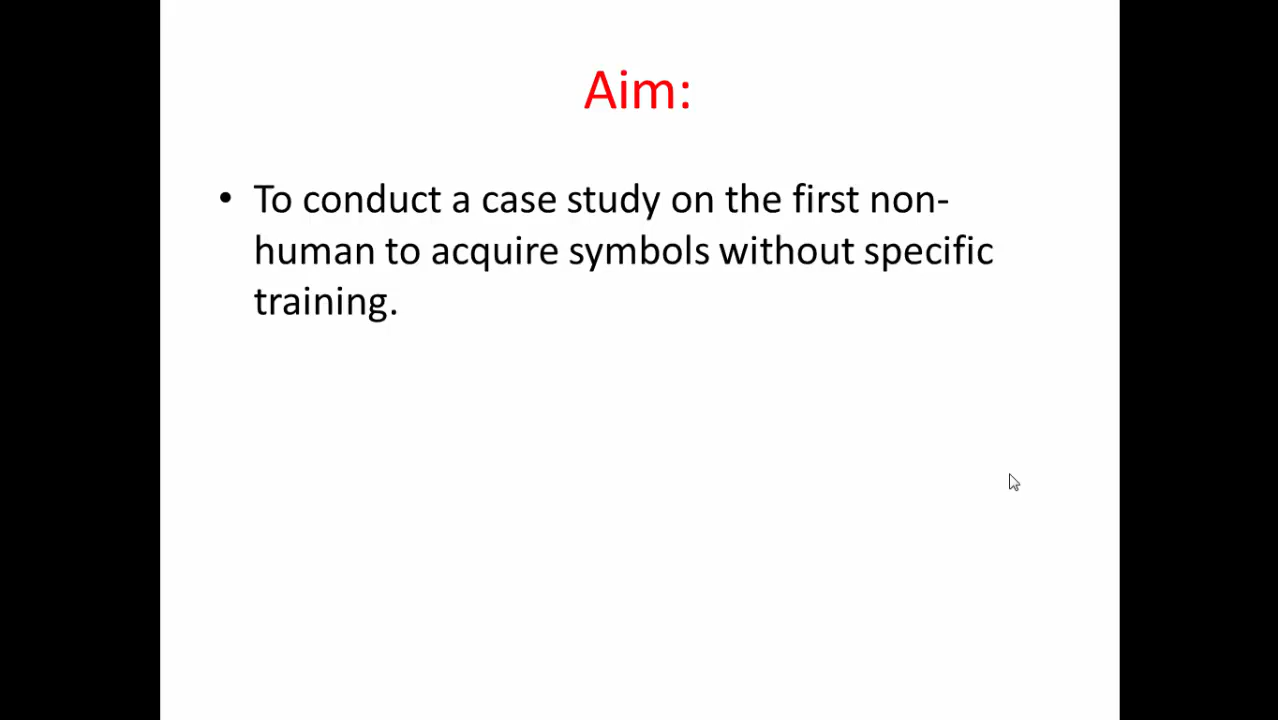 Aim:
• To conduct a case study on the first non-
human to acquire symbols without specific
training.